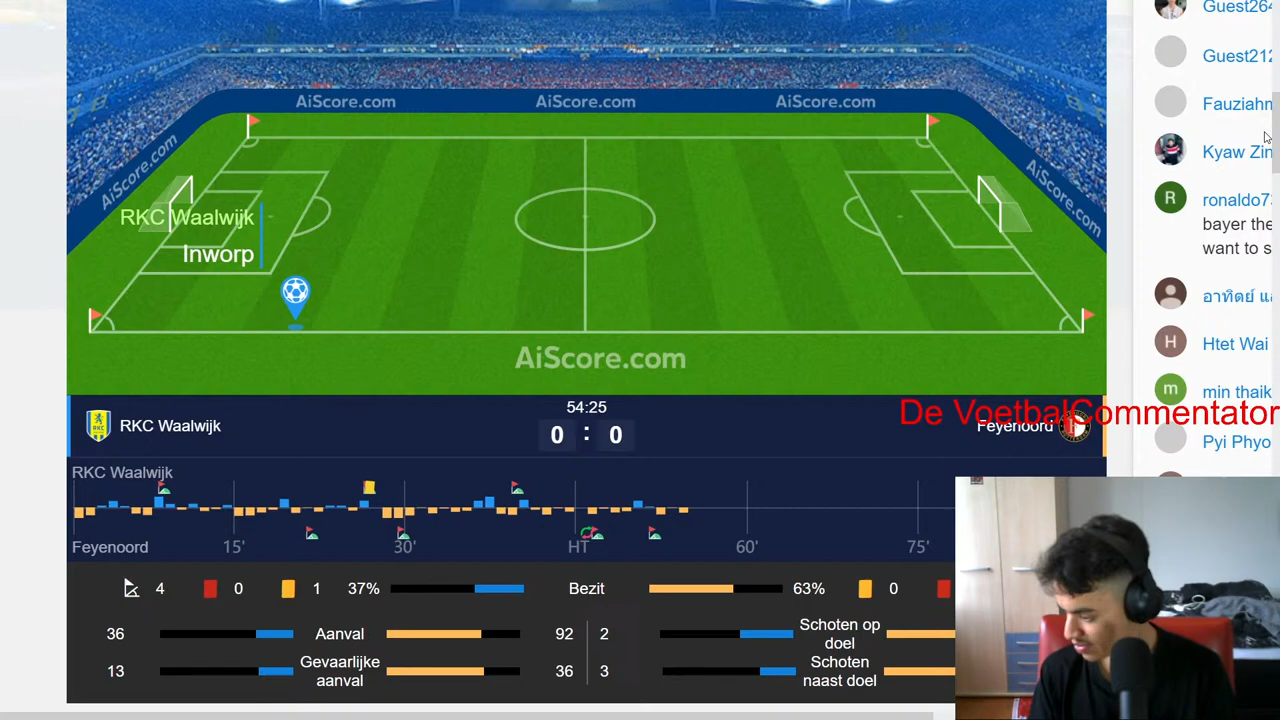 AiScore.com
AiScore.com
AiScore.com
AiScore.com
AiScore.com
RKC Waalwijk
Inworp
AiScore.com
RKC Waalwijk
54:25
0 : 0
Feyenoord
De VoetbalCommentator
RKC Waalwijk
Feyenoord
15'
30'
HT
60'
75'
4
0
1
37%
Bezit
63%
0
36
Aanval
92
2
Schoten op
doel
13
Gevaarlijke
aanval
36
3
Schoten
naast doel
Guest264
Guest212
Fauziahm
Kyaw Zin
R
ronaldo7
bayer the
want to s
อาทิตย์
H
Htet Wai
m
min thaik
Pyi Phyo